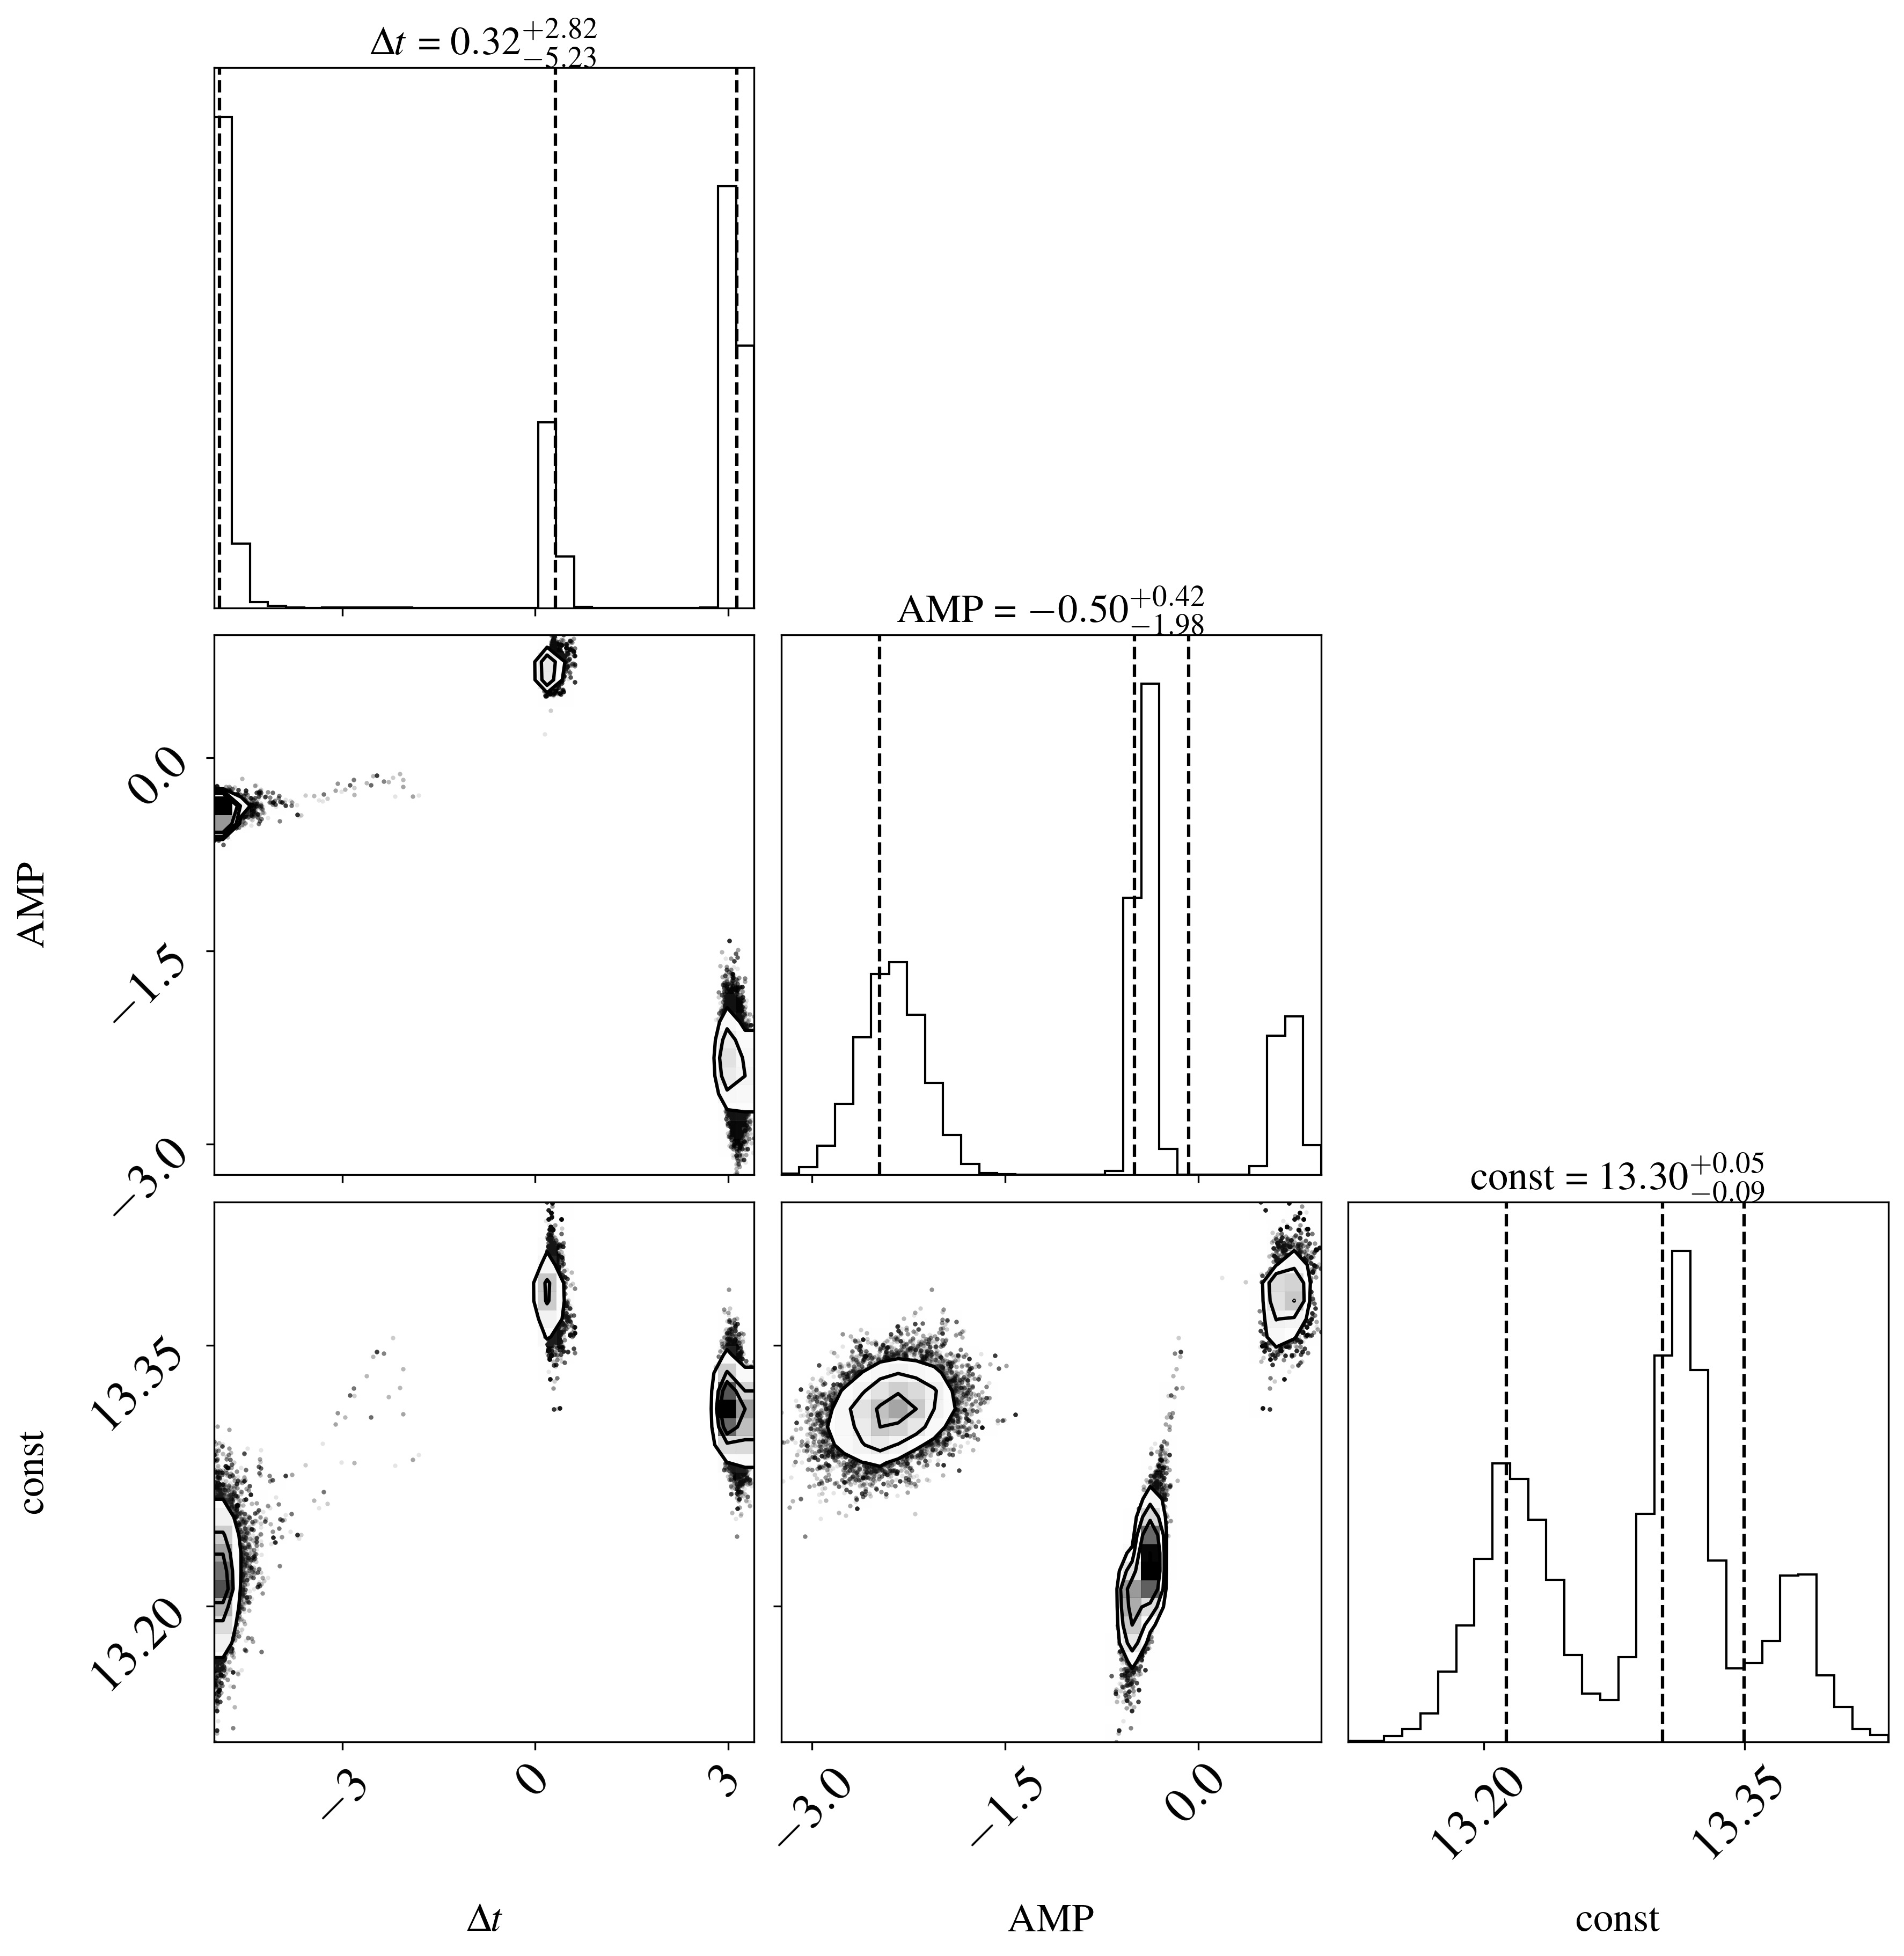 Δt = 0.32+2.82−5.23
AMP = −0.50+0.42−1.98
0.0
−1.5
−3.0
AMP
const = 13.30+0.05−0.09
13.35
13.20
const
−3 0 3 −3.0 −1.5 0.0 13.20 13.35
Δt AMP const